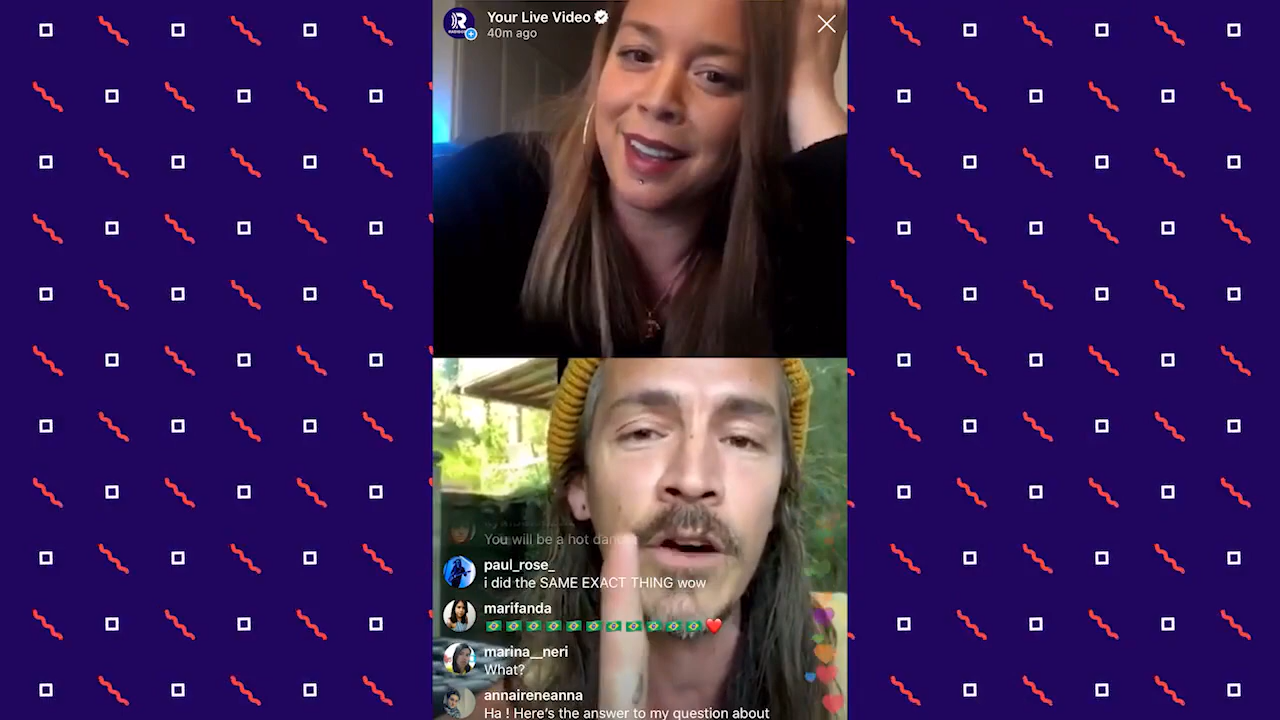 Your Live Video
40m ago
You will be a hot dancer
paul_rose_
i did the SAME EXACT THING wow
marifanda
🇧🇷🇧🇷🇧🇷🇧🇷🇧🇷🇧🇷🇧🇷🇧🇷🇧🇷🇧🇷🇧🇷❤️
marina__neri
What?
annaireneanna
Ha ! Here's the answer to my question about